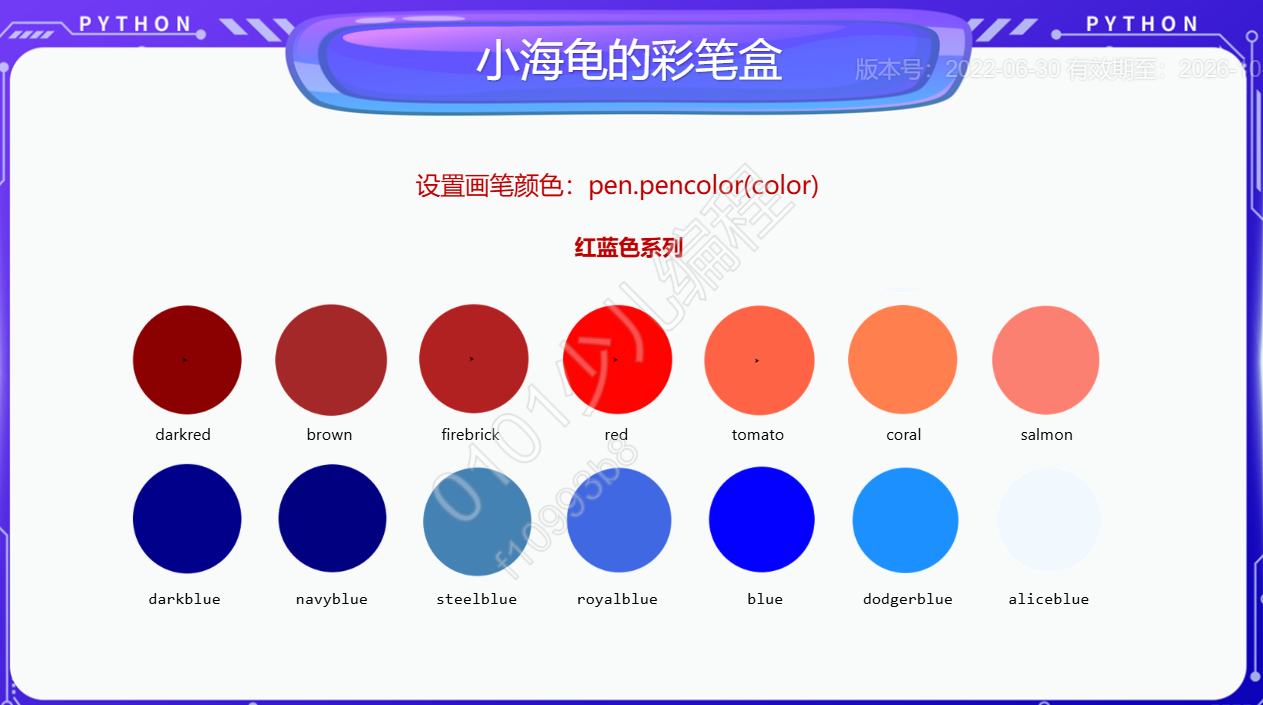 PYTHON
PYTHON
小海龟的彩笔盒
版本号：2022-06-30 有效期至：2026-10
设置画笔颜色：pen.pencolor(color)
红蓝色系列
darkred brown firebrick red tomato coral salmon
darkblue navyblue steelblue royalblue blue dodgerblue aliceblue
0101少儿编程
f10993b8